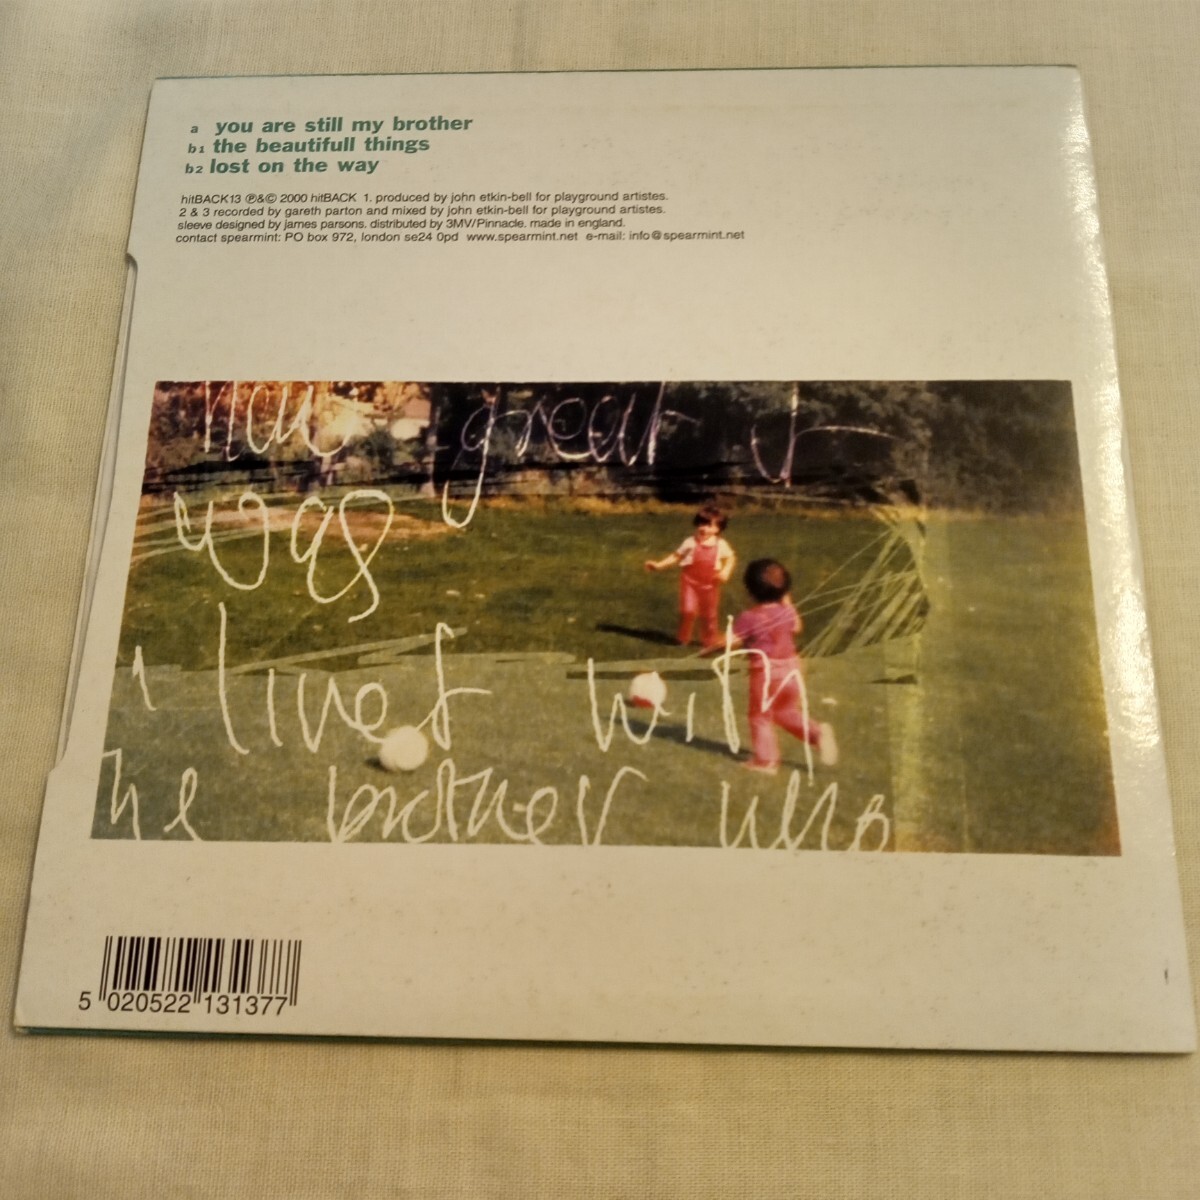 a you are still my brother
b1 the beautifull things
b2 lost on the way
hitBACK13 ℗&© 2000 hitBACK 1. produced by john etkin-bell for playground artistes.
2 & 3 recorded by gareth parton and mixed by john etkin-bell for playground artistes.
sleeve designed by james parsons. distributed by 3MV/Pinnacle. made in england.
contact spearmint: PO box 972, london se24 0pd www.spearmint.net e-mail: info@spearmint.net
great
was
i lived with
the brother who
5 020522 131377